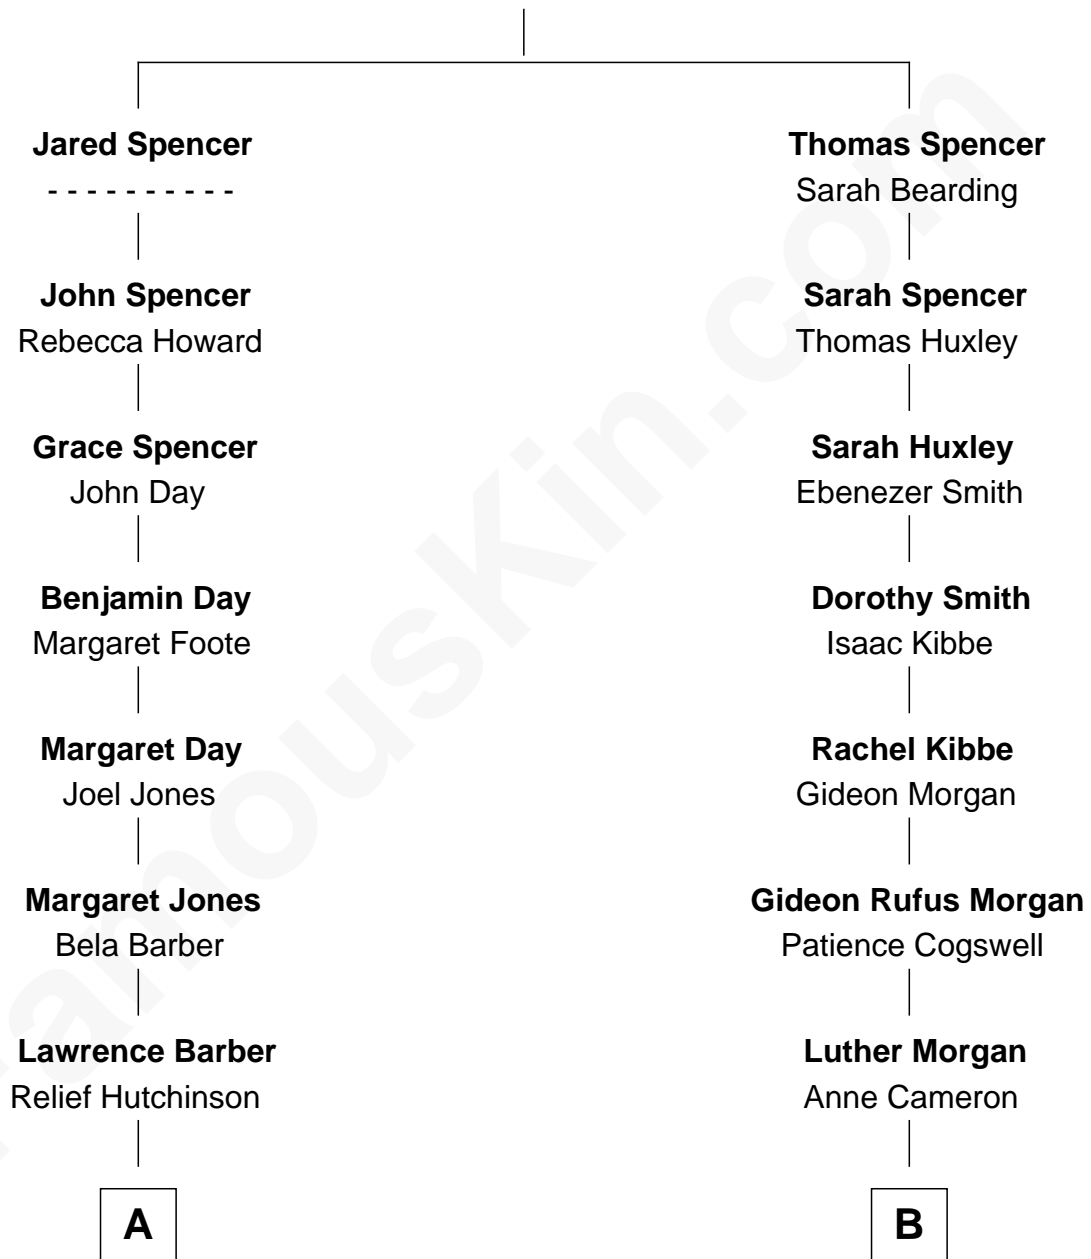 Jared Spencer
- - - - - - - - - -
John Spencer
Rebecca Howard
Grace Spencer
John Day
Benjamin Day
Margaret Foote
Margaret Day
Joel Jones
Margaret Jones
Bela Barber
Lawrence Barber
Relief Hutchinson
A
Thomas Spencer
Sarah Bearding
Sarah Spencer
Thomas Huxley
Sarah Huxley
Ebenezer Smith
Dorothy Smith
Isaac Kibbe
Rachel Kibbe
Gideon Morgan
Gideon Rufus Morgan
Patience Cogswell
Luther Morgan
Anne Cameron
B
FamousKin.com